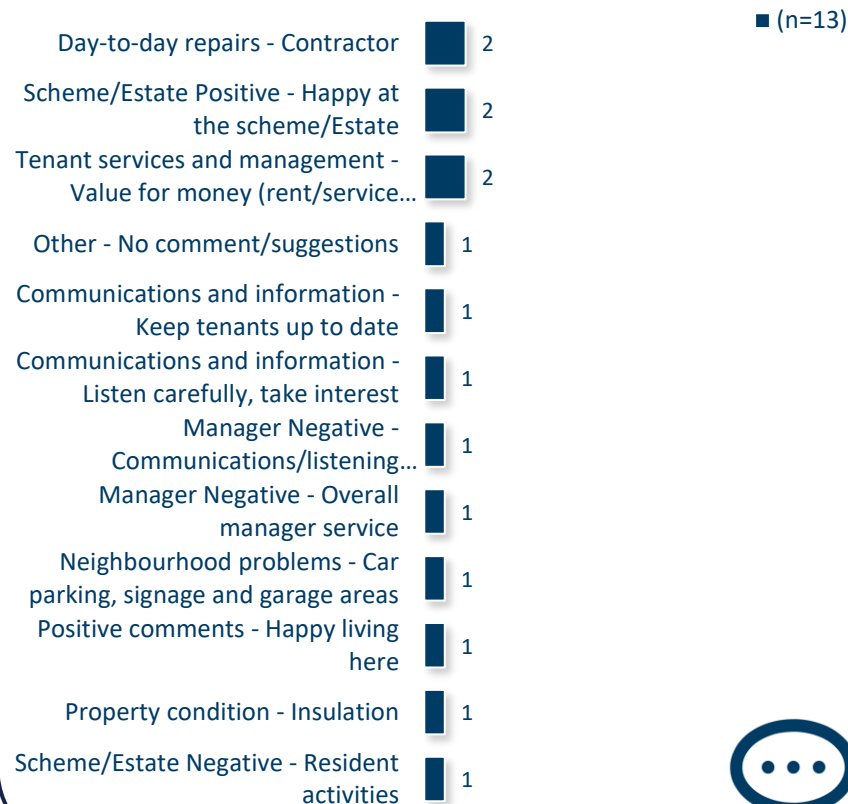 (n=13)
Day-to-day repairs - Contractor 2
Scheme/Estate Positive - Happy at
the scheme/Estate 2
Tenant services and management -
Value for money (rent/service... 2
Other - No comment/suggestions 1
Communications and information -
Keep tenants up to date 1
Communications and information -
Listen carefully, take interest 1
Manager Negative -
Communications/listening... 1
Manager Negative - Overall
manager service 1
Neighbourhood problems - Car
parking, signage and garage areas 1
Positive comments - Happy living
here 1
Property condition - Insulation 1
Scheme/Estate Negative - Resident
activities 1